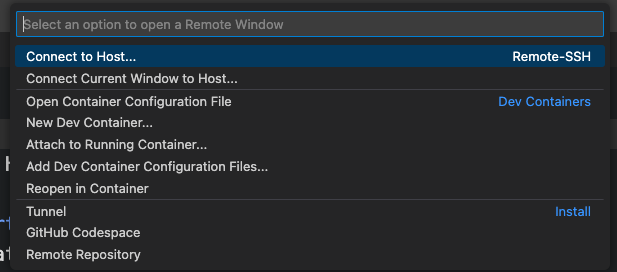 Select an option to open a Remote Window
Connect to Host... Remote-SSH
Connect Current Window to Host...
Open Container Configuration File Dev Containers
New Dev Container...
Attach to Running Container...
Add Dev Container Configuration Files...
Reopen in Container
Tunnel Install
GitHub Codespace
Remote Repository